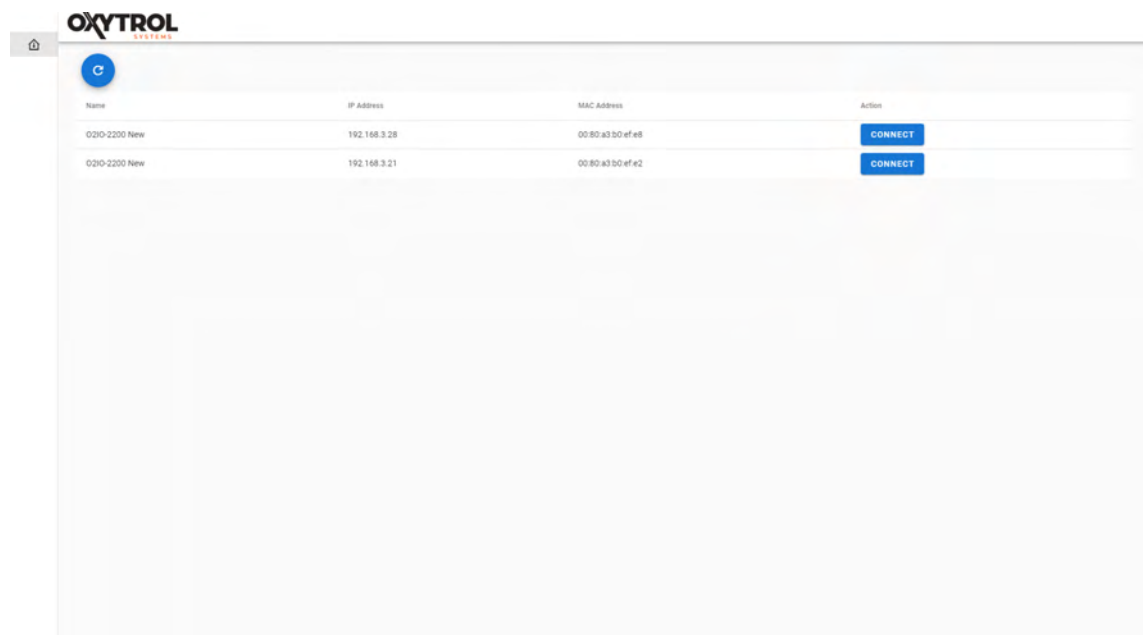 OXYTROL
SYSTEMS
Name IP Address MAC Address Action
O2IO-2200 New 192.168.3.28 00:80:a3:b0:ef:e8 CONNECT
O2IO-2200 New 192.168.3.21 00:80:a3:b0:ef:e2 CONNECT